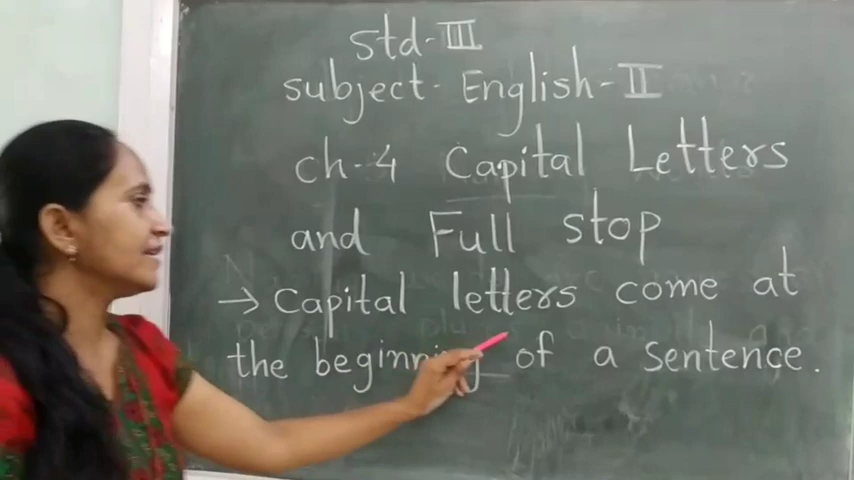 Std-III
subject- English-II
ch-4 Capital Letters
and Full stop
→ Capital letters come at
the beginning of a sentence.